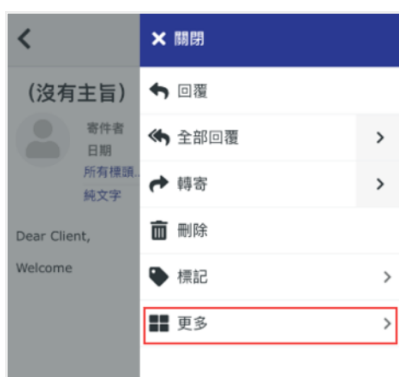 關閉
(沒有主旨)
寄件者
日期
所有標頭...
純文字
Dear Client,
Welcome
回覆
全部回覆
轉寄
刪除
標記
更多